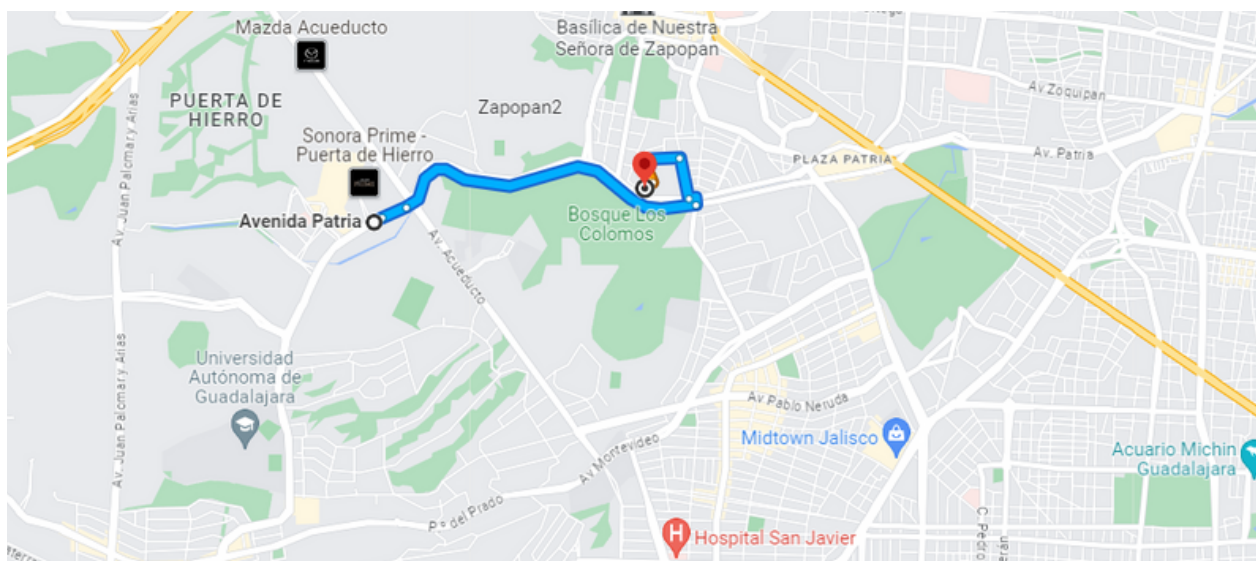 Mazda Acueducto
Basílica de Nuestra
Señora de Zapopan
PUERTA DE
HIERRO
Zapopan2
Av Zoquipan
Sonora Prime -
Puerta de Hierro
PLAZA PATRIA
Av. Patria
Av. Juan Palomar y Arias
Avenida Patria
Bosque Los
Colomos
Av. Acueducto
Universidad
Autónoma de
Guadalajara
Av. Juan Palomar y Arias
Av Pablo Neruda
Midtown Jalisco
Av Montevideo
Acuario Michin
Guadalajara
P.º del Prado
C. Pedro
H
Hospital San Javier